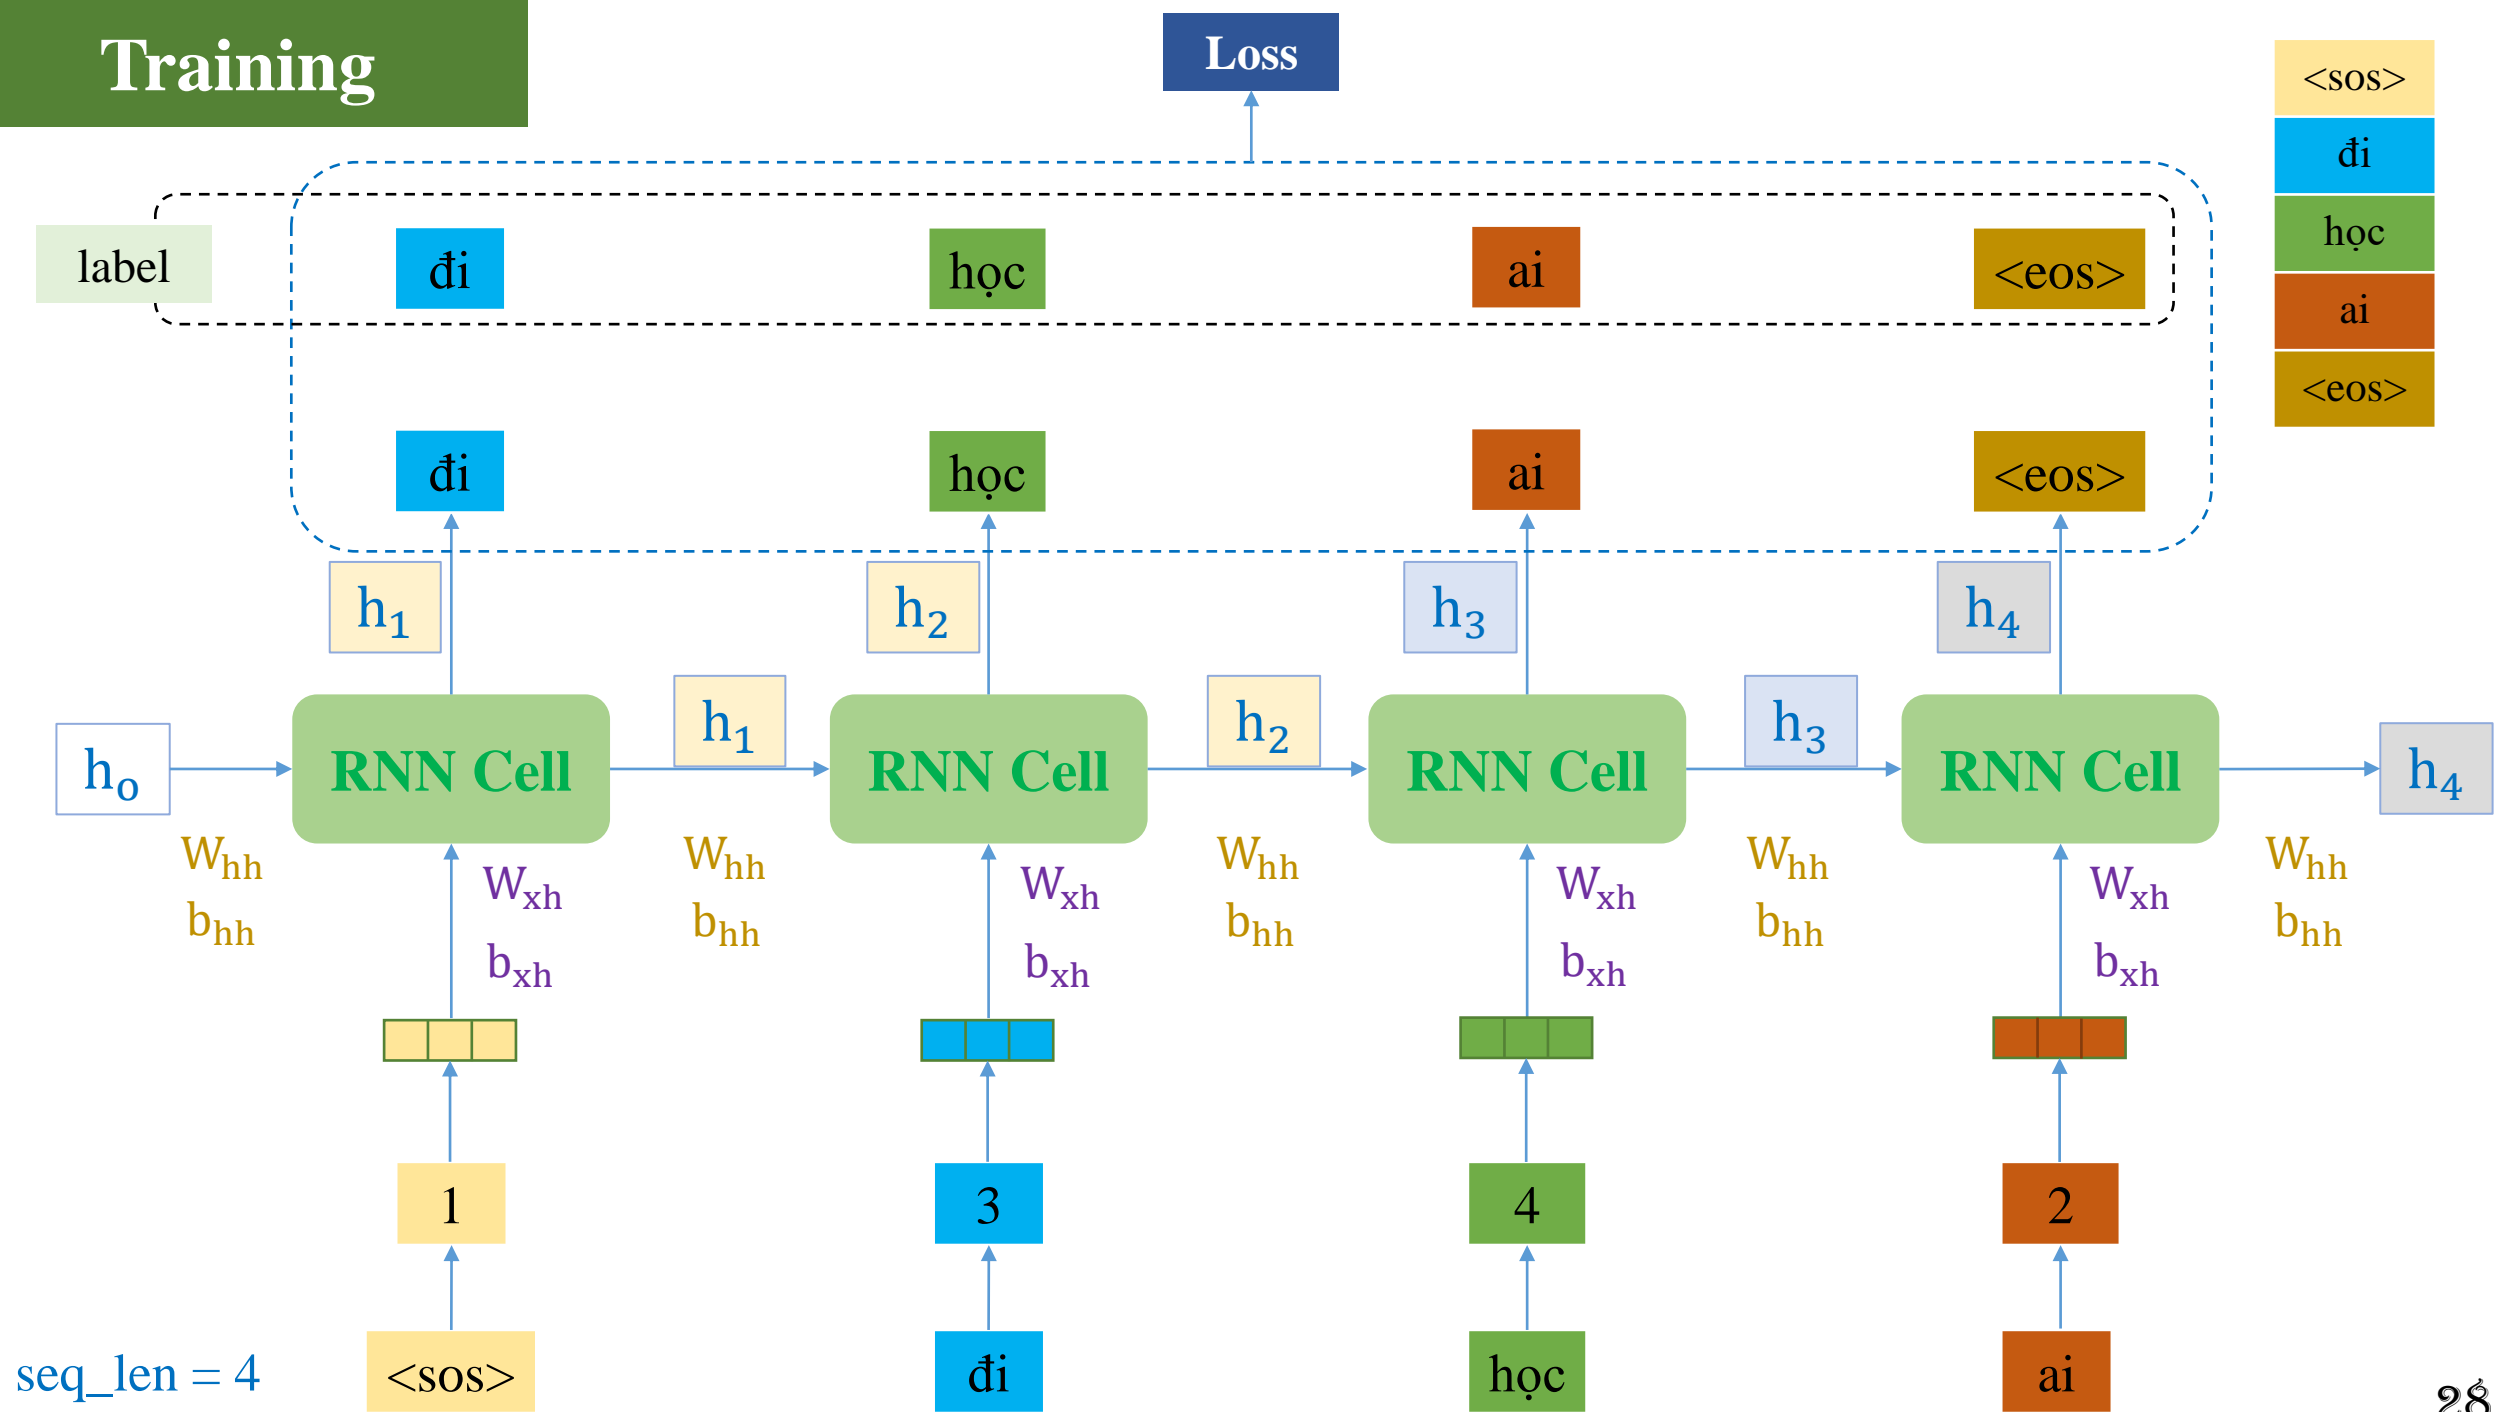 Training
Loss
<sos>
đi
học
ai
<eos>
label
đi học ai <eos>
đi học ai <eos>
h1 h2 h3 h4
h1 h2 h3
ho RNN Cell RNN Cell RNN Cell RNN Cell h4
Whh Whh Whh Whh Whh
Wxh Wxh Wxh Wxh
bhh bhh bhh bhh bhh
bxh bxh bxh bxh
1 3 4 2
seq_len = 4 <sos> đi học ai
28